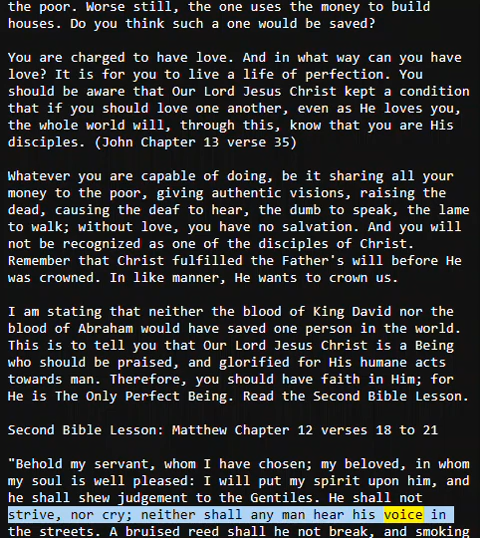 the poor. Worse still, the one uses the money to build
houses. Do you think such a one would be saved?
You are charged to have love. And in what way can you have
love? It is for you to live a life of perfection. You
should be aware that Our Lord Jesus Christ kept a condition
that if you should love one another, even as He loves you,
the whole world will, through this, know that you are His
disciples. (John Chapter 13 verse 35)
Whatever you are capable of doing, be it sharing all your
money to the poor, giving authentic visions, raising the
dead, causing the deaf to hear, the dumb to speak, the lame
to walk; without love, you have no salvation. And you will
not be recognized as one of the disciples of Christ.
Remember that Christ fulfilled the Father's will before He
was crowned. In like manner, He wants to crown us.
I am stating that neither the blood of King David nor the
blood of Abraham would have saved one person in the world.
This is to tell you that Our Lord Jesus Christ is a Being
who should be praised, and glorified for His humane acts
towards man. Therefore, you should have faith in Him; for
He is The Only Perfect Being. Read the Second Bible Lesson.
Second Bible Lesson: Matthew Chapter 12 verses 18 to 21
"Behold my servant, whom I have chosen; my beloved, in whom
my soul is well pleased: I will put my spirit upon him, and
he shall shew judgement to the Gentiles. He shall not
strive, nor cry; neither shall any man hear his voice in
the streets. A bruised reed shall he not break, and smoking